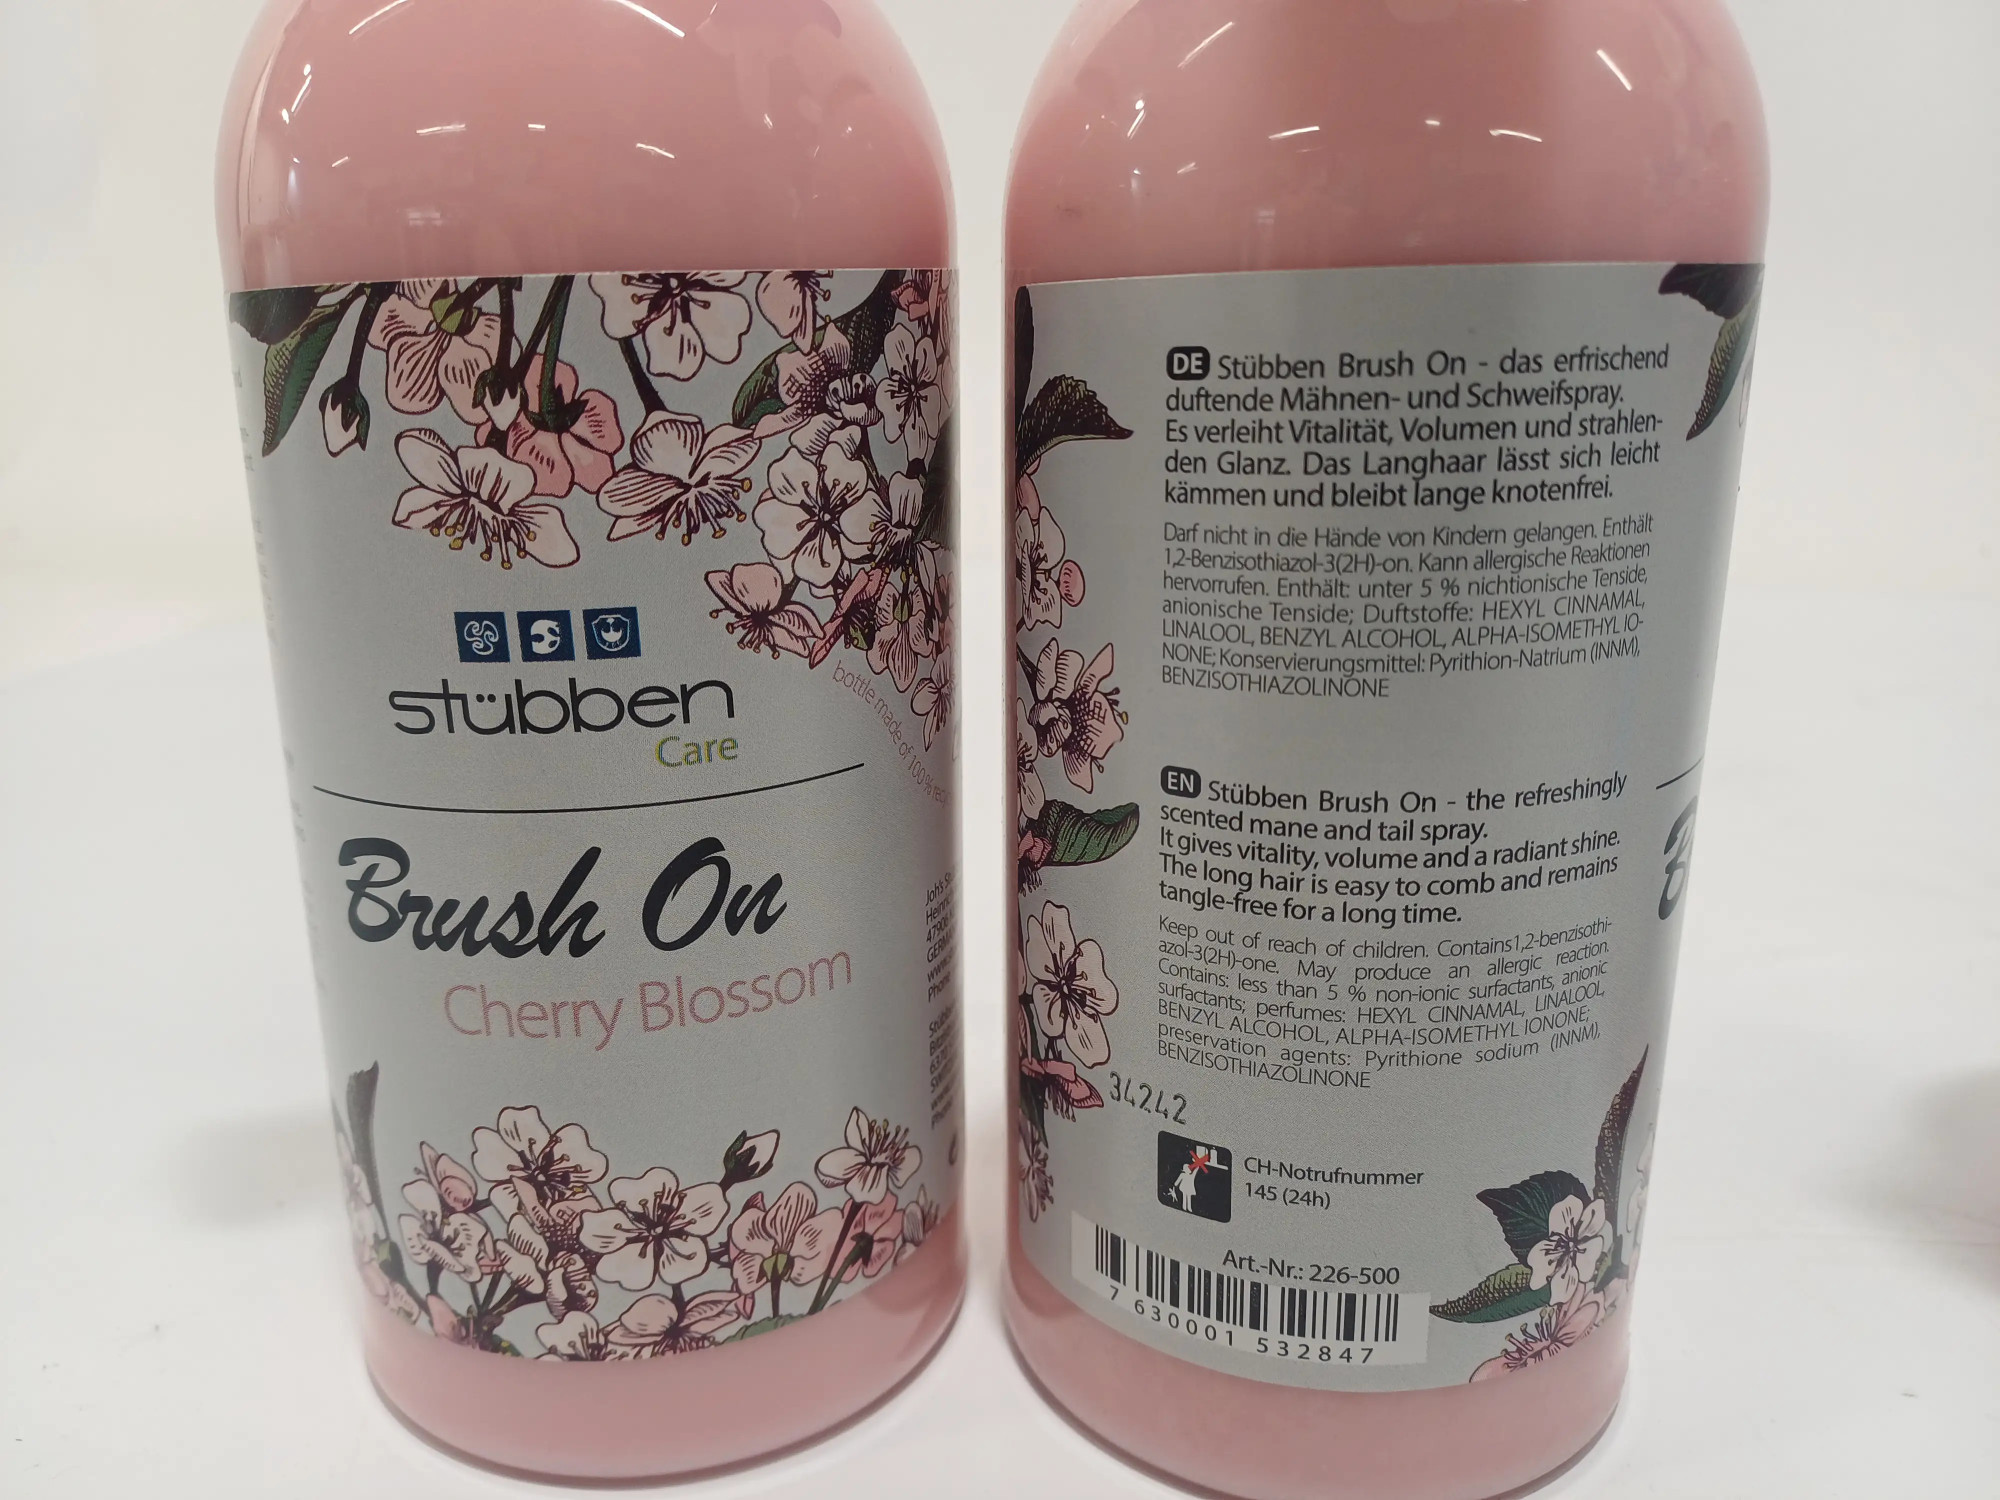 stübben
Care
bottle made of 100%
Brush On
Cherry Blossom
Joh's
Heinric
47906
GERMAN
DE Stübben Brush On - das erfrischend
duftende Mähnen- und Schweifspray.
Es verleiht Vitalität, Volumen und strahlen-
den Glanz. Das Langhaar lässt sich leicht
kämmen und bleibt lange knotenfrei.
Darf nicht in die Hände von Kindern gelangen. Enthält
1,2-Benzisothiazol-3(2H)-on. Kann allergische Reaktionen
hervorrufen. Enthält: unter 5 % nichtionische Tenside,
anionische Tenside; Duftstoffe: HEXYL CINNAMAL,
LINALOOL, BENZYL ALCOHOL, ALPHA-ISOMETHYL IO-
NONE; Konservierungsmittel: Pyrithion-Natrium (INNM),
BENZISOTHIAZOLINONE
EN Stübben Brush On - the refreshingly
scented mane and tail spray.
It gives vitality, volume and a radiant shine.
The long hair is easy to comb and remains
tangle-free for a long time.
Keep out of reach of children. Contains 1,2-benzisothi-
azol-3(2H)-one. May produce an allergic reaction.
Contains: less than 5 % non-ionic surfactants, anionic
surfactants; perfumes: HEXYL CINNAMAL, LINALOOL,
BENZYL ALCOHOL, ALPHA-ISOMETHYL IONONE;
preservation agents: Pyrithione sodium (INNM),
BENZISOTHIAZOLINONE
34242
CH-Notrufnummer
145 (24h)
Art.-Nr.: 226-500
7 630001 532847